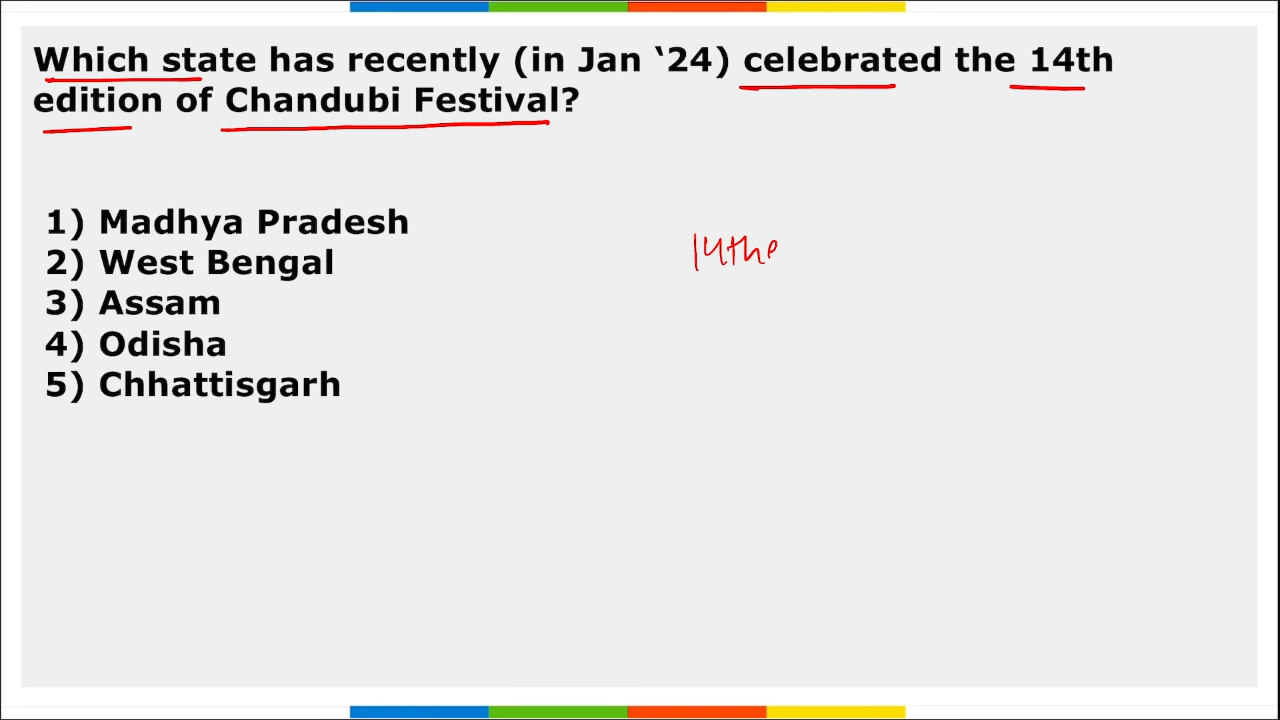 Which state has recently (in Jan ‘24) celebrated the 14th
edition of Chandubi Festival?
1) Madhya Pradesh
14the
2) West Bengal
3) Assam
4) Odisha
5) Chhattisgarh